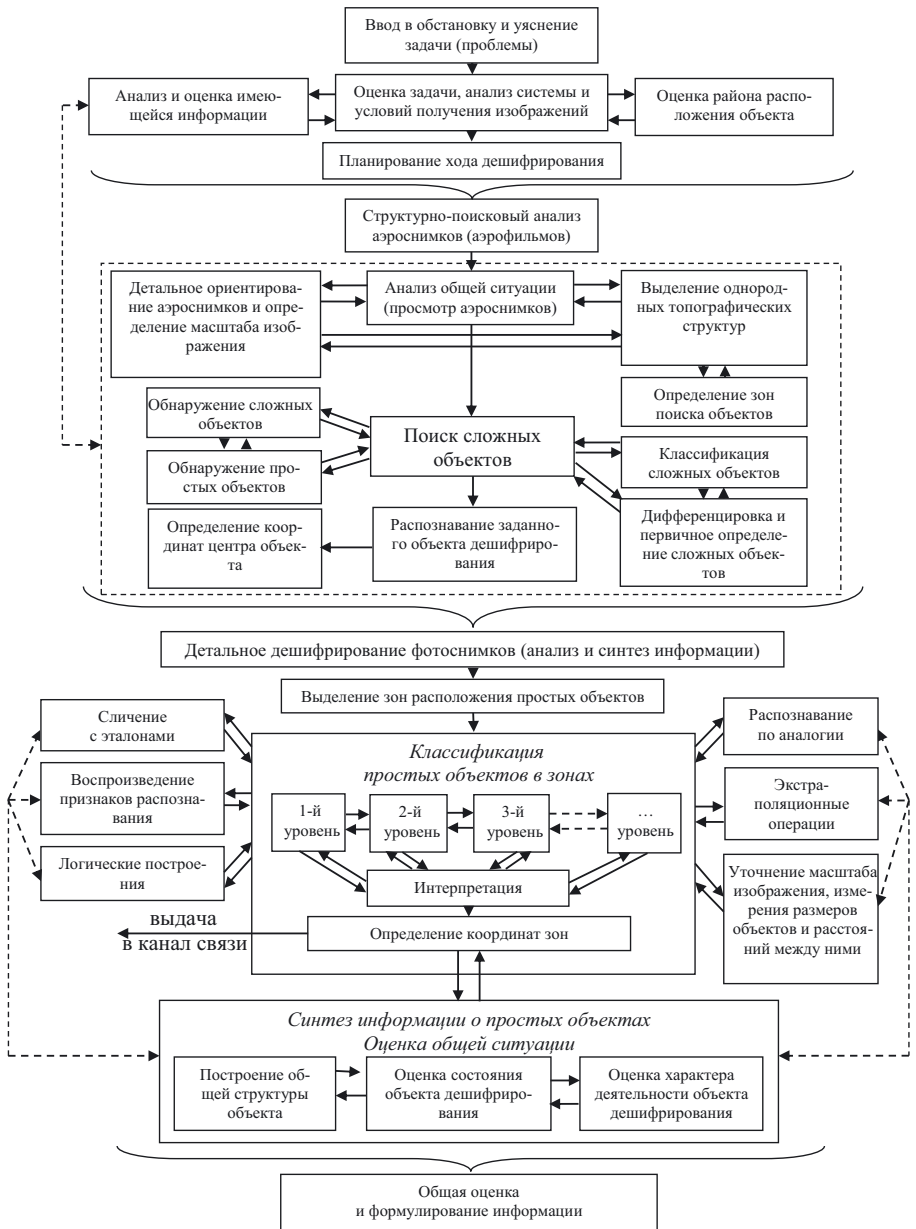 Ввод в обстановку и уяснение
задачи (проблемы)
Анализ и оценка имею-
щейся информации
Оценка задачи, анализ системы и
условий получения изображений
Оценка района распо-
ложения объекта
Планирование хода дешифрирования
Структурно-поисковый анализ
аэроснимков (аэрофильмов)
Детальное ориентиро-
вание аэроснимков и опре-
деление масштаба изо-
бражения
Анализ общей ситуации
(просмотр аэроснимков)
Выделение однород-
ных топографических
структур
Определение зон
поиска объектов
Обнаружение сложных
объектов
Обнаружение про-
стых объектов
Поиск сложных
объектов
Классификация
сложных объектов
Определение коор-
динат центра объек-
та
Распознавание заданно-
го объекта дешифриро-
вания
Дифференцировка и
первичное определе-
ние сложных объек-
тов
Детальное дешифрирование фотоснимков (анализ и синтез информации)
Выделение зон расположения простых объектов
Сличение
с эталонами
Воспроизведение
признаков распозна-
вания
Логические построе-
ния
Классификация
простых объектов в зонах
1-й
уровень
2-й
уровень
3-й
уровень
…
уровень
Интерпретация
Определение координат зон
выдача
в канал связи
Распознавание
по аналогии
Экстра-
поляционные
операции
Уточнение масштаба
изображения, изме-
рения размеров
объектов и расстоя-
ний между ними
Синтез информации о простых объектах
Оценка общей ситуации
Построение об-
щей структуры
объекта
Оценка состояния
объекта дешифриро-
вания
Оценка характера
деятельности объекта
дешифрирования
Общая оценка
и формулирование информации